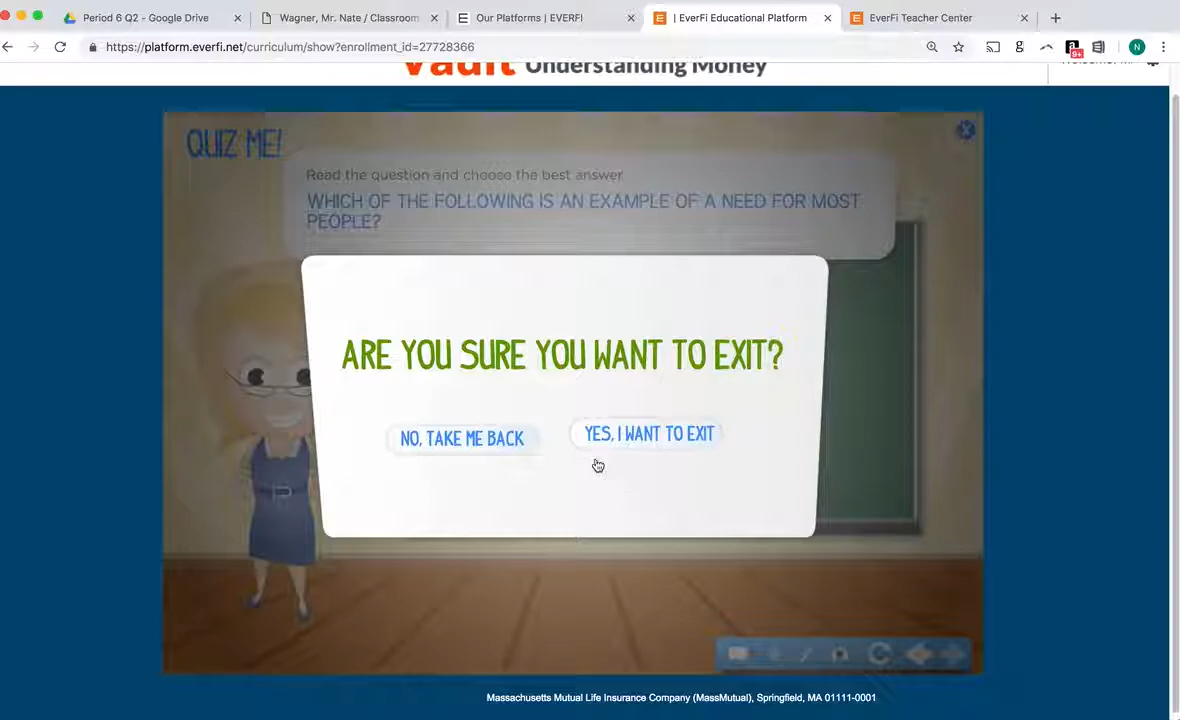 Period 6 Q2 - Google Drive
Wagner, Mr. Nate / Classroom
Our Platforms | EVERFI
| EverFi Educational Platform
EverFi Teacher Center
https://platform.everfi.net/curriculum/show?enrollment_id=27728366
9+
N
Vault Understanding Money
QUIZ ME!
Read the question and choose the best answer
WHICH OF THE FOLLOWING IS AN EXAMPLE OF A NEED FOR MOST
PEOPLE?
ARE YOU SURE YOU WANT TO EXIT?
NO, TAKE ME BACK
YES, I WANT TO EXIT
Massachusetts Mutual Life Insurance Company (MassMutual), Springfield, MA 01111-0001